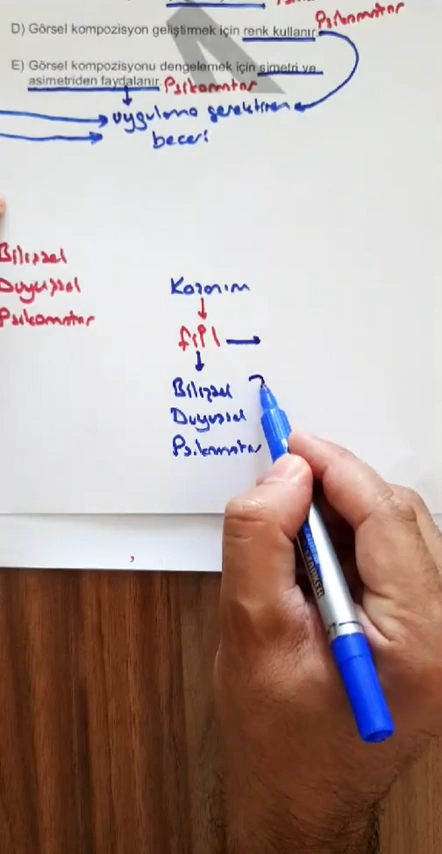 Psikomotor
D) Görsel kompozisyon geliştirmek için renk kullanır.
E) Görsel kompozisyonu dengelemek için simetri ve
asimetriden faydalanır. Psikomotor
uygulama gerektiren
beceri
Bilişsel
Duyuşsal
Psikomotor
Kazanım
fiil
Bilişsel
Duyuşsal
Psikomotor